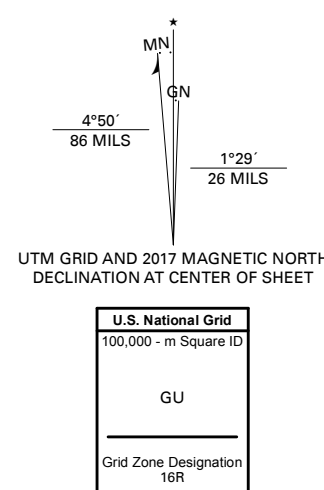 ★
MN
GN
4°50´
86 MILS
1°29´
26 MILS
UTM GRID AND 2017 MAGNETIC NORTH
DECLINATION AT CENTER OF SHEET
U.S. National Grid
100,000 - m Square ID
GU
Grid Zone Designation
16R